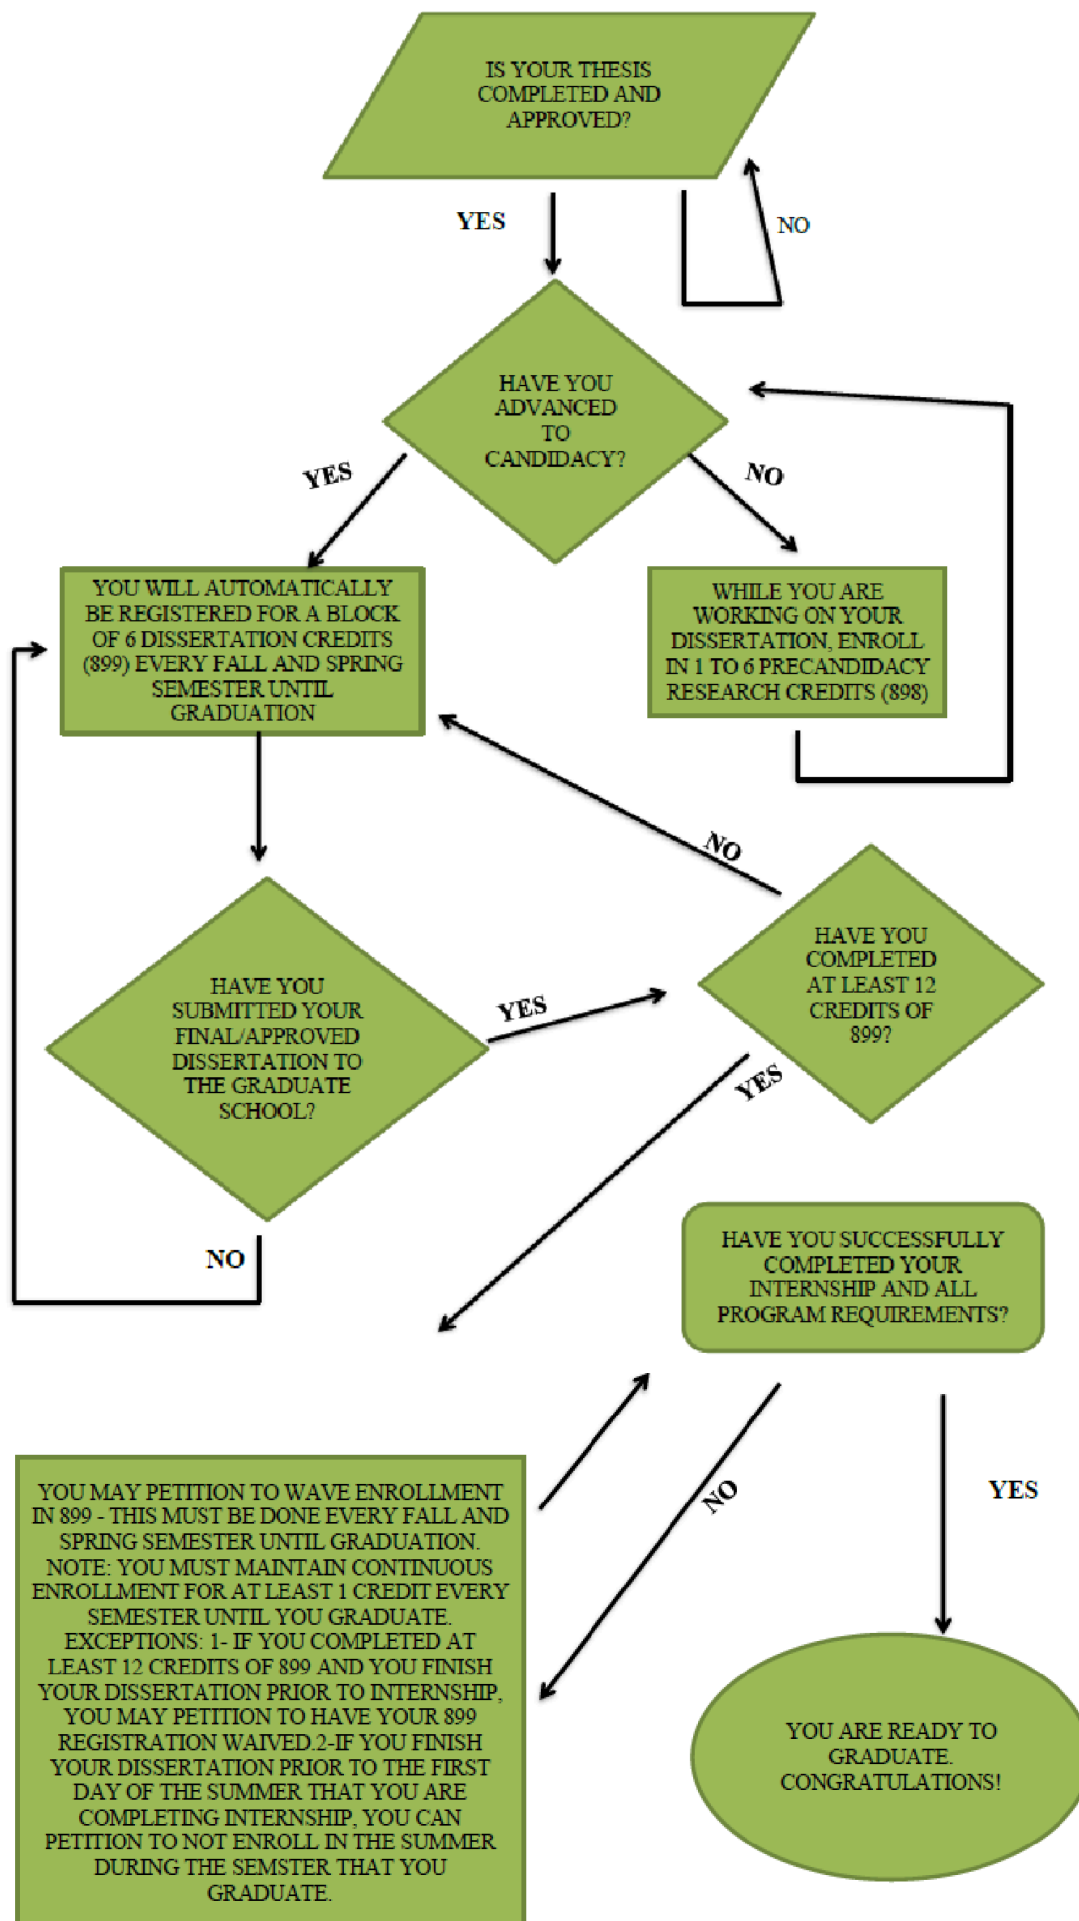 IS YOUR THESIS
COMPLETED AND
APPROVED?
YES
NO
HAVE YOU
ADVANCED
TO
CANDIDACY?
YES
NO
YOU WILL AUTOMATICALLY
BE REGISTERED FOR A BLOCK
OF 6 DISSERTATION CREDITS
(899) EVERY FALL AND SPRING
SEMESTER UNTIL
GRADUATION
WHILE YOU ARE
WORKING ON YOUR
DISSERTATION, ENROLL
IN 1 TO 6 PRECANDIDACY
RESEARCH CREDITS (898)
NO
HAVE YOU
SUBMITTED YOUR
FINAL/APPROVED
DISSERTATION TO
THE GRADUATE
SCHOOL?
YES
HAVE YOU
COMPLETED
AT LEAST 12
CREDITS OF
899?
YES
NO
HAVE YOU SUCCESSFULLY
COMPLETED YOUR
INTERNSHIP AND ALL
PROGRAM REQUIREMENTS?
NO
YES
YOU MAY PETITION TO WAVE ENROLLMENT
IN 899 - THIS MUST BE DONE EVERY FALL AND
SPRING SEMESTER UNTIL GRADUATION.
NOTE: YOU MUST MAINTAIN CONTINUOUS
ENROLLMENT FOR AT LEAST 1 CREDIT EVERY
SEMESTER UNTIL YOU GRADUATE.
EXCEPTIONS: 1- IF YOU COMPLETED AT
LEAST 12 CREDITS OF 899 AND YOU FINISH
YOUR DISSERTATION PRIOR TO INTERNSHIP,
YOU MAY PETITION TO HAVE YOUR 899
REGISTRATION WAIVED.2-IF YOU FINISH
YOUR DISSERTATION PRIOR TO THE FIRST
DAY OF THE SUMMER THAT YOU ARE
COMPLETING INTERNSHIP, YOU CAN
PETITION TO NOT ENROLL IN THE SUMMER
DURING THE SEMSTER THAT YOU
GRADUATE.
YOU ARE READY TO
GRADUATE.
CONGRATULATIONS!